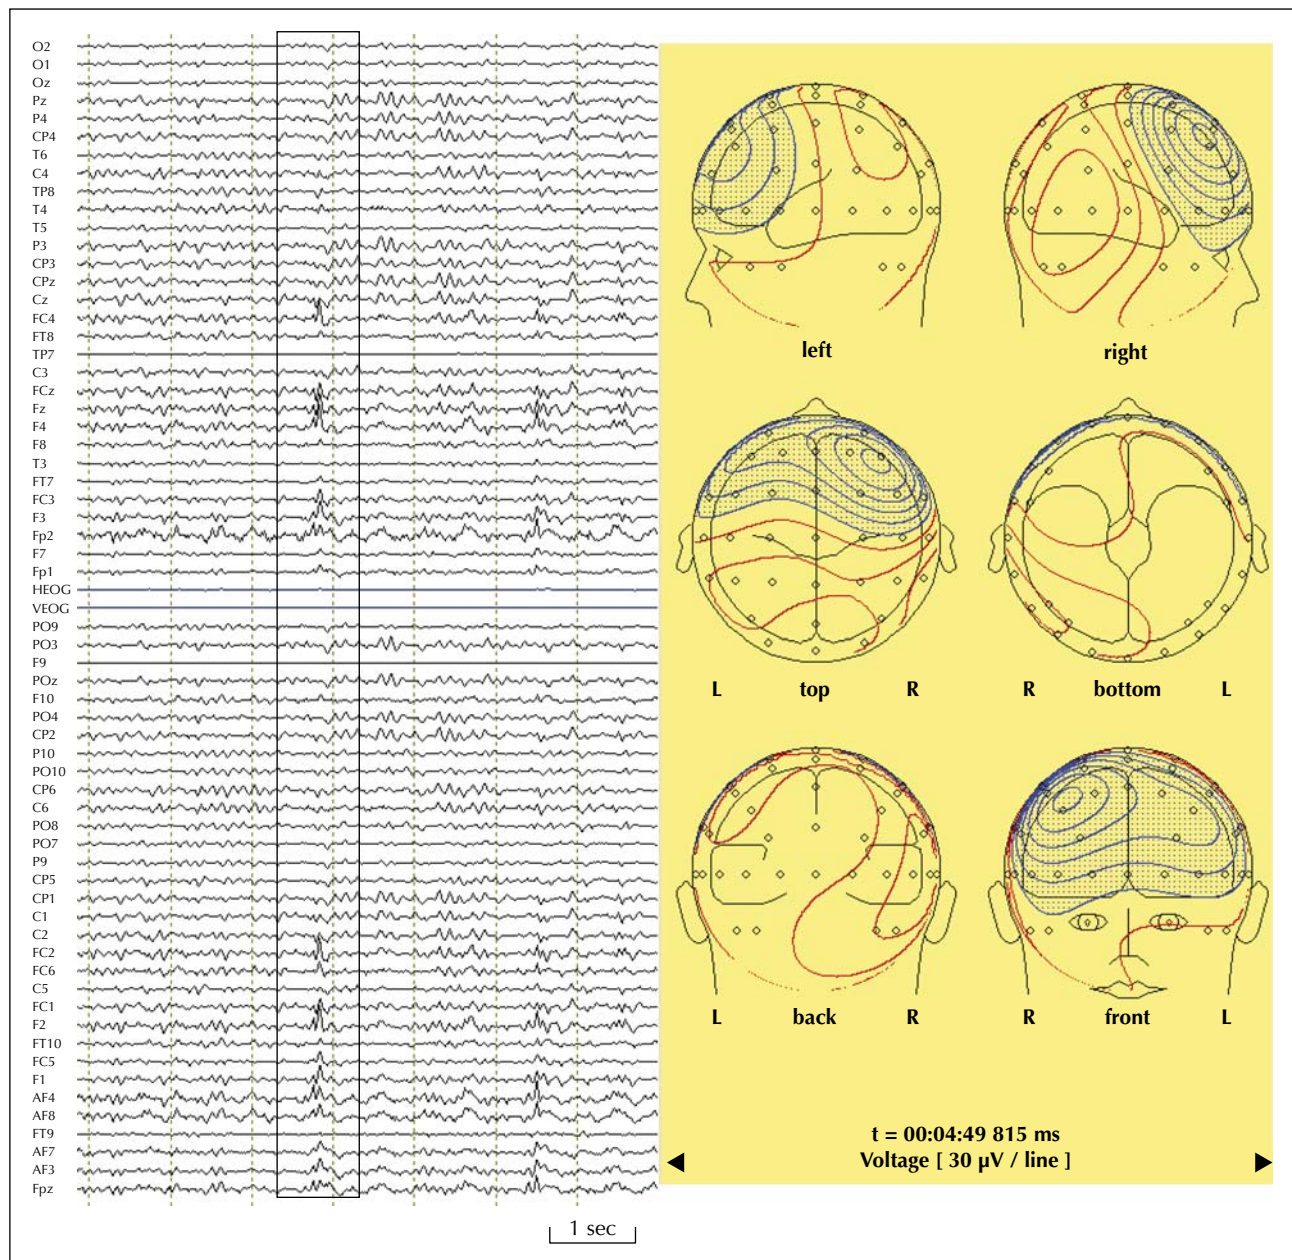 O2
O1
Oz
Pz
P4
CP4
T6
C4
TP8
T4
T5
P3
CP3
CPz
Cz
FC4
FT8
TP7
C3
FCz
Fz
F4
F8
T3
FT7
FC3
F3
Fp2
F7
Fp1
HEOG
VEOG
PO9
PO3
F9
POz
F10
PO4
CP2
P10
PO10
CP6
C6
PO8
PO7
P9
CP5
CP1
C1
C2
FC2
FC6
C5
FC1
F2
FT10
FC5
F1
AF4
AF8
FT9
AF7
AF3
Fpz
1 sec
left right
L top R R bottom L
L back R R front L
t = 00:04:49 815 ms
Voltage [ 30 µV / line ]